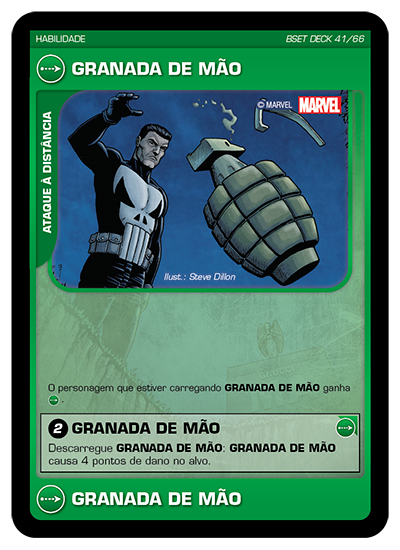 HABILIDADE
BSET DECK 41/66
GRANADA DE MÃO
ATAQUE À DISTÂNCIA
© MARVEL MARVEL
Ilust.: Steve Dillon
O personagem que estiver carregando GRANADA DE MÃO ganha
.
2 GRANADA DE MÃO
Descarregue GRANADA DE MÃO: GRANADA DE MÃO
causa 4 pontos de dano no alvo.
GRANADA DE MÃO